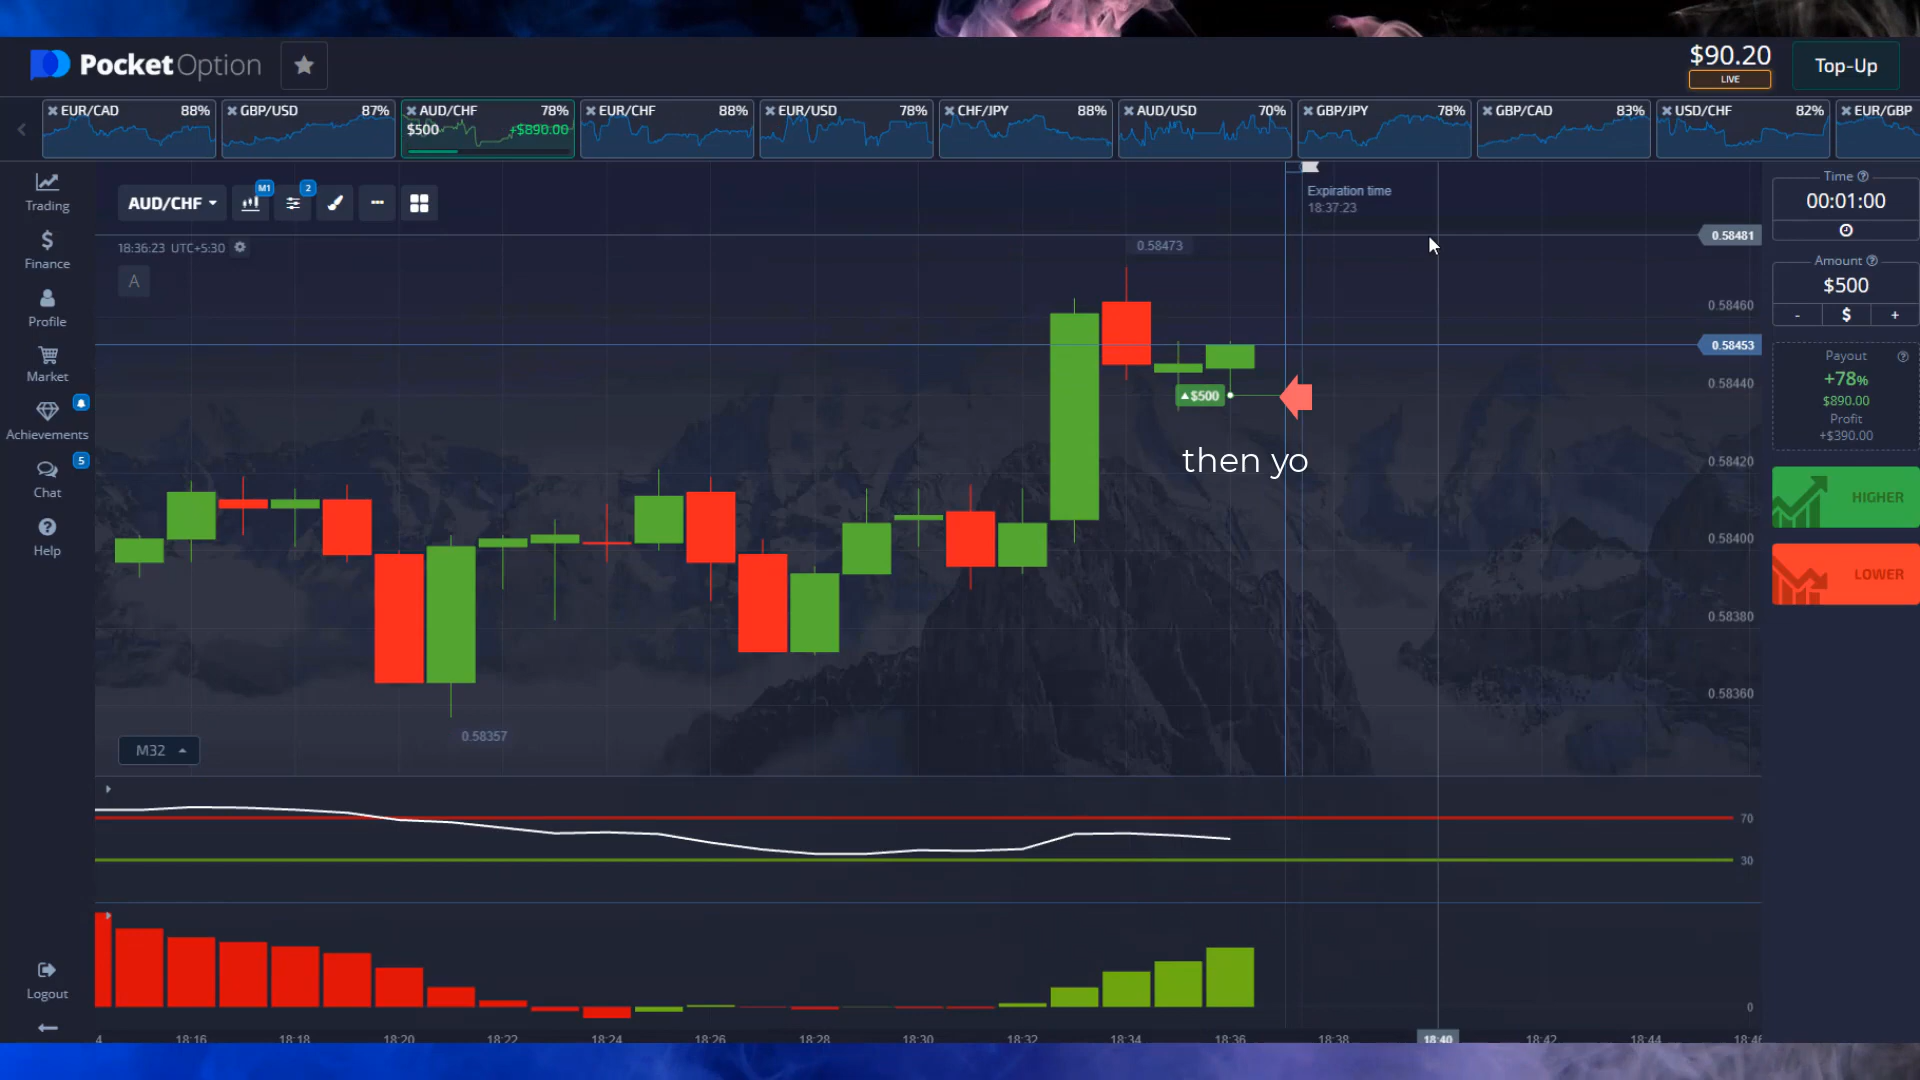 PocketOption
$90.20
LIVE
Top-Up
EUR/CAD 88%
GBP/USD 87%
AUD/CHF 78%
$500 +$890.00
EUR/CHF 88%
EUR/USD 78%
CHF/JPY 88%
AUD/USD 70%
GBP/JPY 78%
GBP/CAD 83%
USD/CHF 82%
EUR/GBP
Trading
Finance
Profile
Market
Achievements
Chat
5
Help
Logout
AUD/CHF
M1
2
18:36:23 UTC+5:30
A
Expiration time
18:37:23
0.58473
$500
then yo
0.58357
M32
0.58481
0.58460
0.58453
0.58440
0.58420
0.58400
0.58380
0.58360
70
30
0
4 18:16 18:18 18:20 18:22 18:24 18:26 18:28 18:30 18:32 18:34 18:36 18:38 18:40 18:42 18:44
Time
00:01:00
Amount
$500
- $ +
Payout
+78%
$890.00
Profit
+$390.00
HIGHER
LOWER